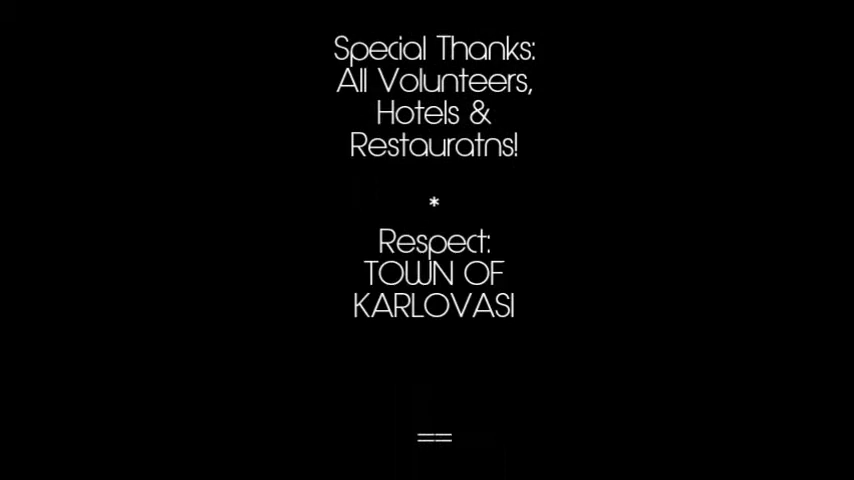 Special Thanks:
All Volunteers,
Hotels &
Restauratns!
*
Respect:
TOWN OF
KARLOVASI
==